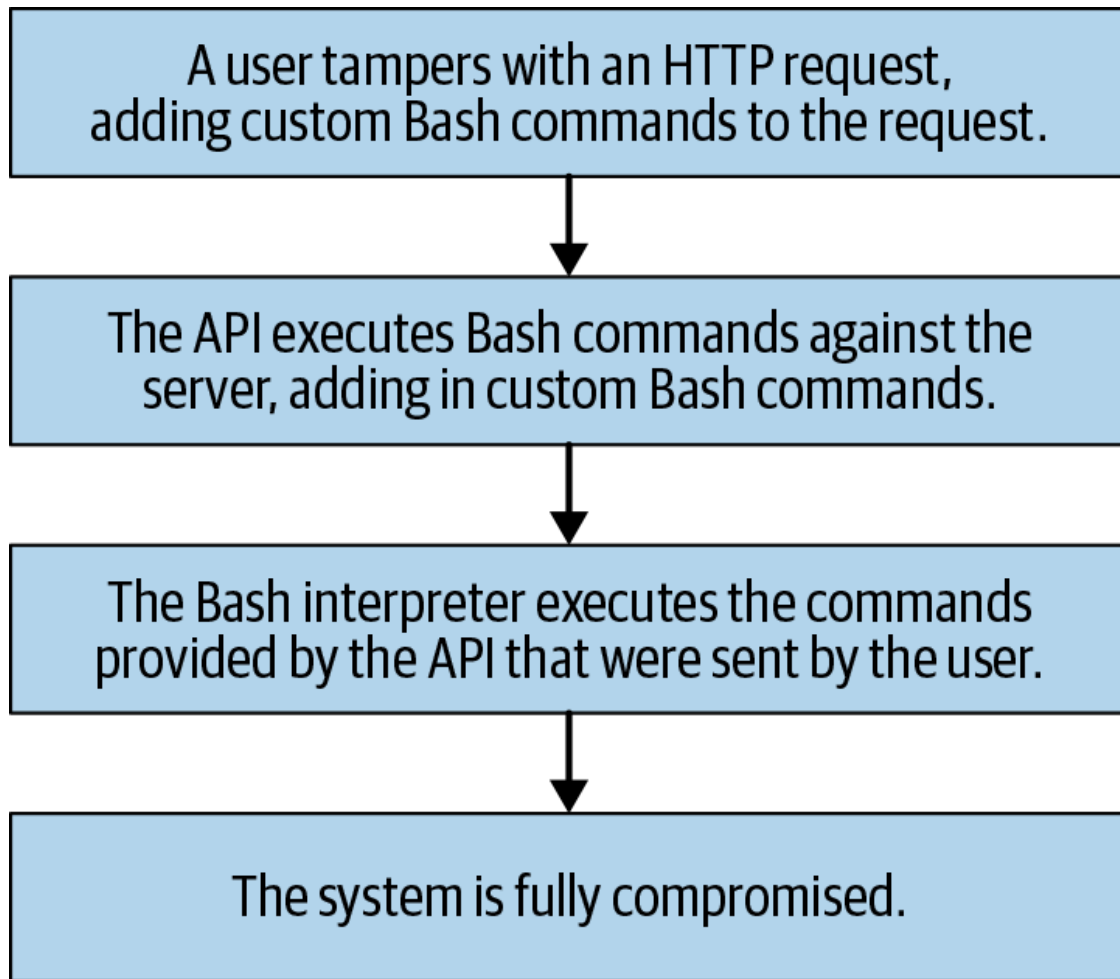 A user tampers with an HTTP request,
adding custom Bash commands to the request.
The API executes Bash commands against the
server, adding in custom Bash commands.
The Bash interpreter executes the commands
provided by the API that were sent by the user.
The system is fully compromised.